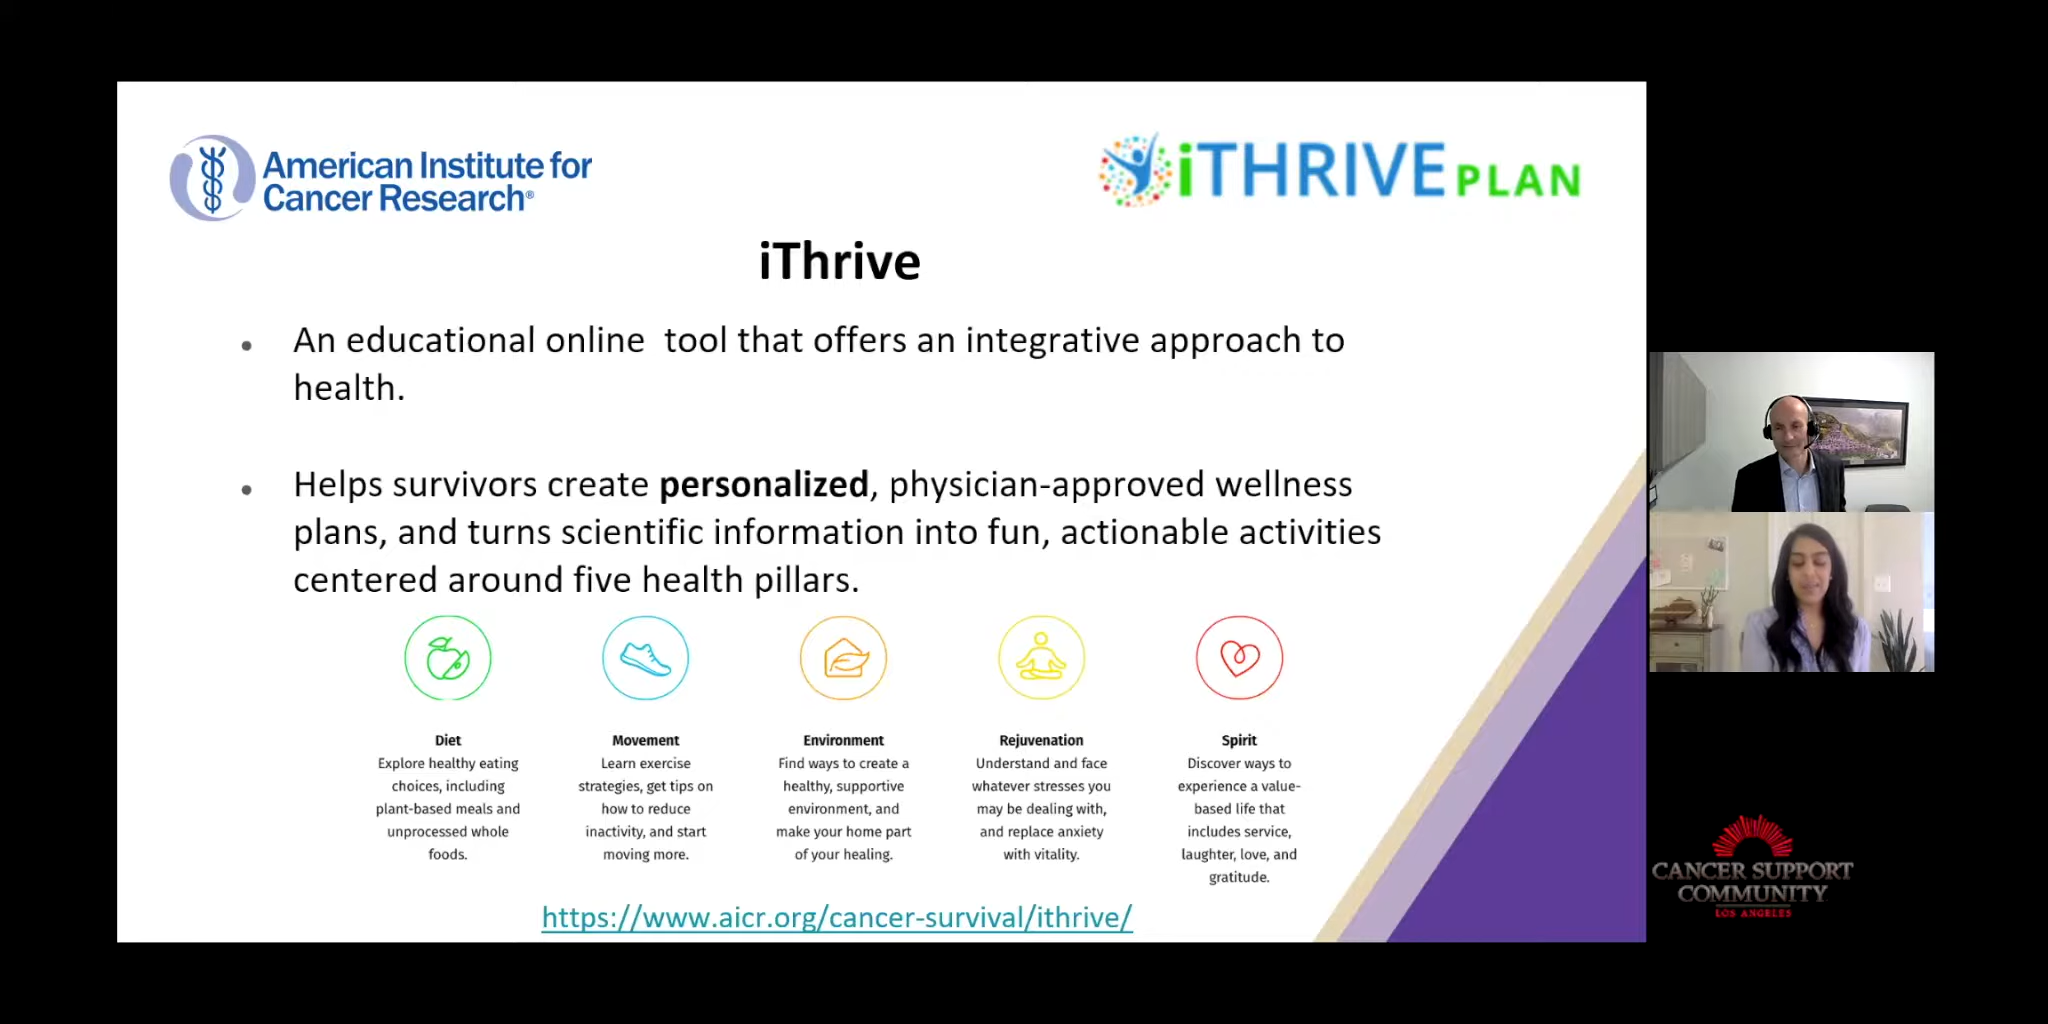 American Institute for
Cancer Research®
iTHRIVE PLAN
iThrive
• An educational online  tool that offers an integrative approach to
health.
• Helps survivors create personalized, physician-approved wellness
plans, and turns scientific information into fun, actionable activities
centered around five health pillars.
Diet
Explore healthy eating
choices, including
plant-based meals and
unprocessed whole
foods.
Movement
Learn exercise
strategies, get tips on
how to reduce
inactivity, and start
moving more.
Environment
Find ways to create a
healthy, supportive
environment, and
make your home part
of your healing.
Rejuvenation
Understand and face
whatever stresses you
may be dealing with,
and replace anxiety
with vitality.
Spirit
Discover ways to
experience a value-
based life that
includes service,
laughter, love, and
gratitude.
https://www.aicr.org/cancer-survival/ithrive/
CANCER SUPPORT
COMMUNITY
LOS ANGELES